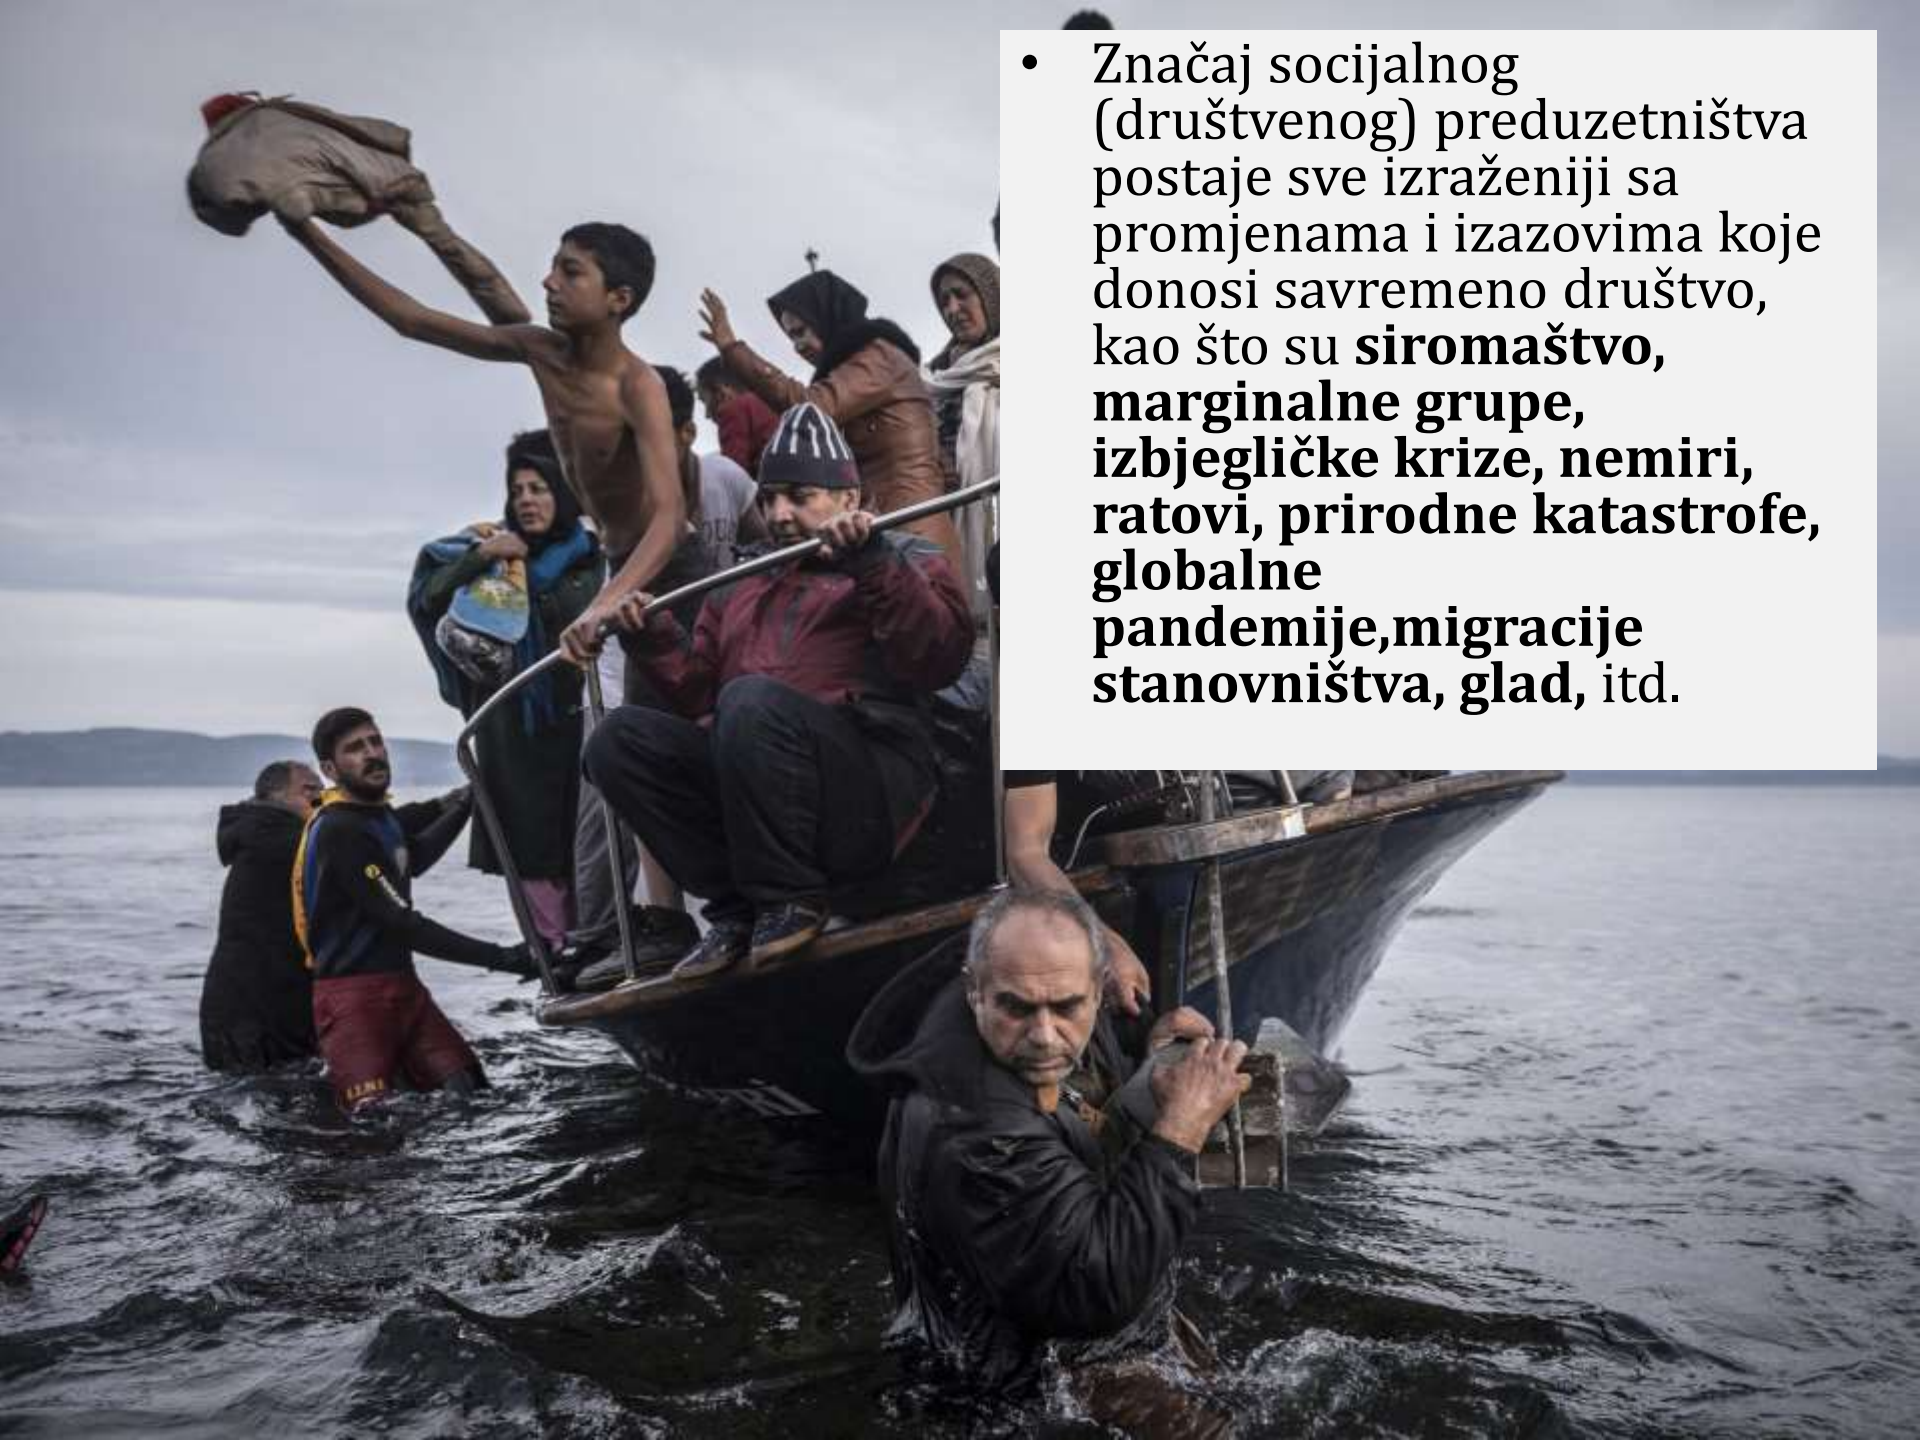 • Značaj socijalnog
(društvenog) preduzetništva
postaje sve izraženiji sa
promjenama i izazovima koje
donosi savremeno društvo,
kao što su siromaštvo,
marginalne grupe,
izbjegličke krize, nemiri,
ratovi, prirodne katastrofe,
globalne
pandemije,migracije
stanovništva, glad, itd.